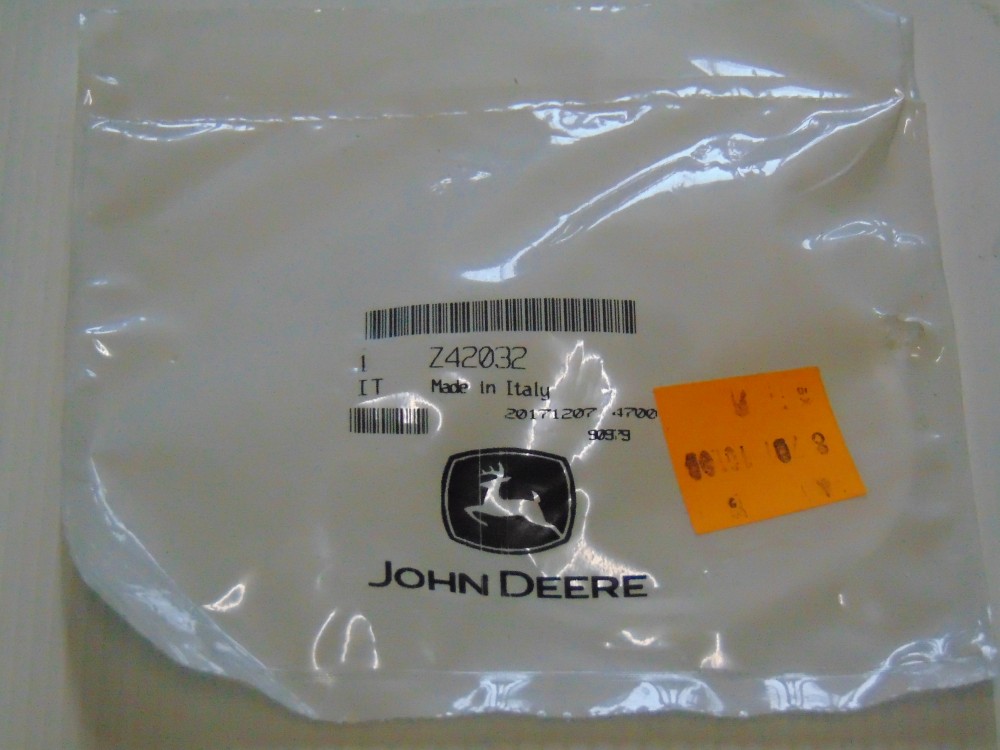 1 Z42032
IT Made in Italy
20171207 4700
90979
JOHN DEERE